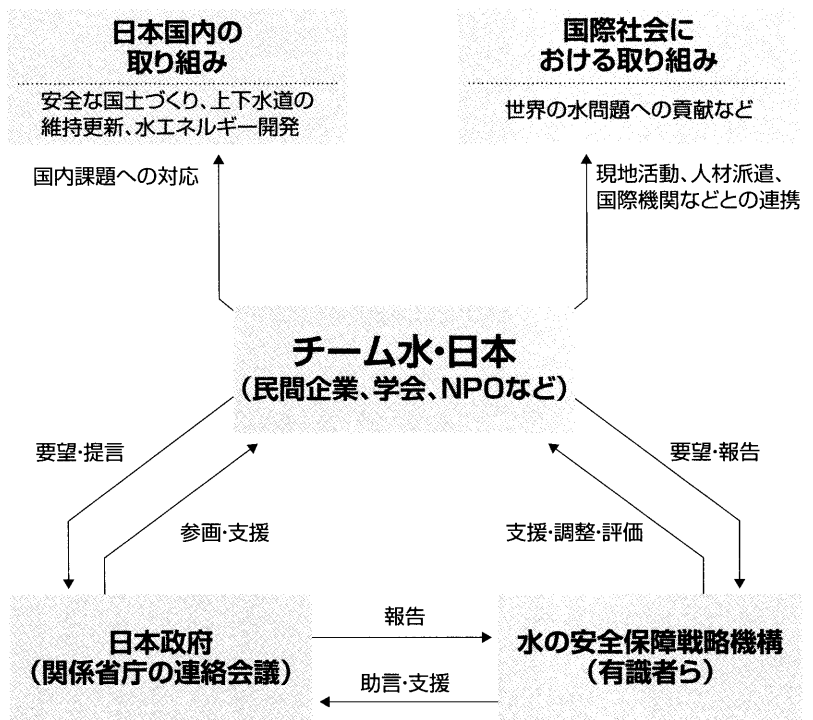 日本国内の
取り組み
安全な国土づくり、上下水道の
維持更新、水エネルギー開発
国際社会に
おける取り組み
世界の水問題への貢献など
国内課題への対応
現地活動、人材派遣、
国際機関などとの連携
チーム水・日本
(民間企業、学会、NPOなど)
要望・提言
要望・報告
参画・支援
支援・調整・評価
日本政府
(関係省庁の連絡会議)
報告
助言・支援
水の安全保障戦略機構
(有識者ら)